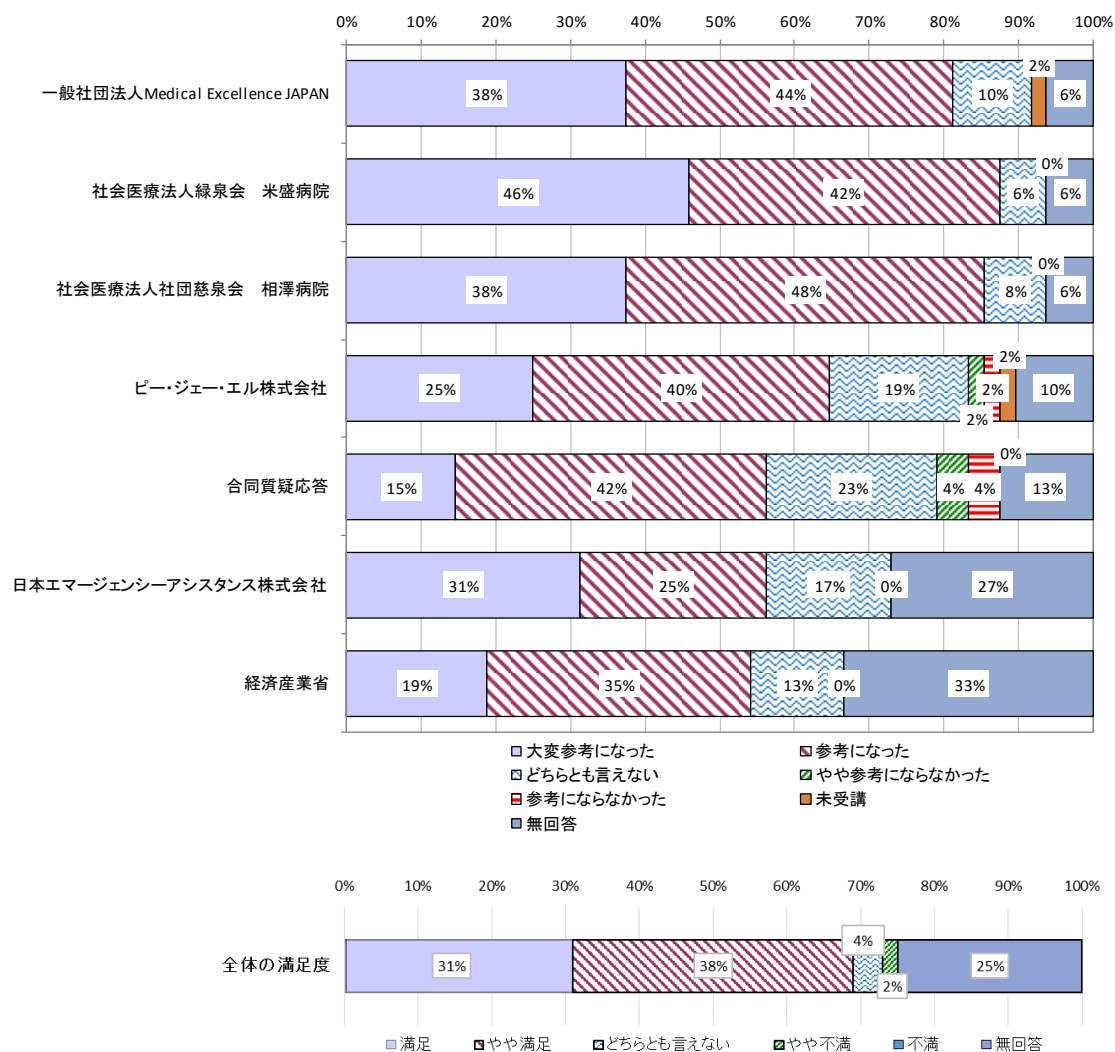 0% 10% 20% 30% 40% 50% 60% 70% 80% 90% 100%
一般社団法人Medical Excellence JAPAN 38% 44% 10% 2% 6%
社会医療法人緑泉会　米盛病院 46% 42% 6% 0% 6%
社会医療法人社団慈泉会　相澤病院 38% 48% 8% 0% 6%
ピー・ジェー・エル株式会社 25% 40% 19% 2% 2% 2% 10%
合同質疑応答 15% 42% 23% 4% 4% 0% 13%
日本エマージェンシーアシスタンス株式会社 31% 25% 17% 0% 27%
経済産業省 19% 35% 13% 0% 33%
大変参考になった 参考になった
どちらとも言えない やや参考にならなかった
参考にならなかった 未受講
無回答
0% 10% 20% 30% 40% 50% 60% 70% 80% 90% 100%
全体の満足度 31% 38% 4% 2% 25%
満足 やや満足 どちらとも言えない やや不満 不満 無回答